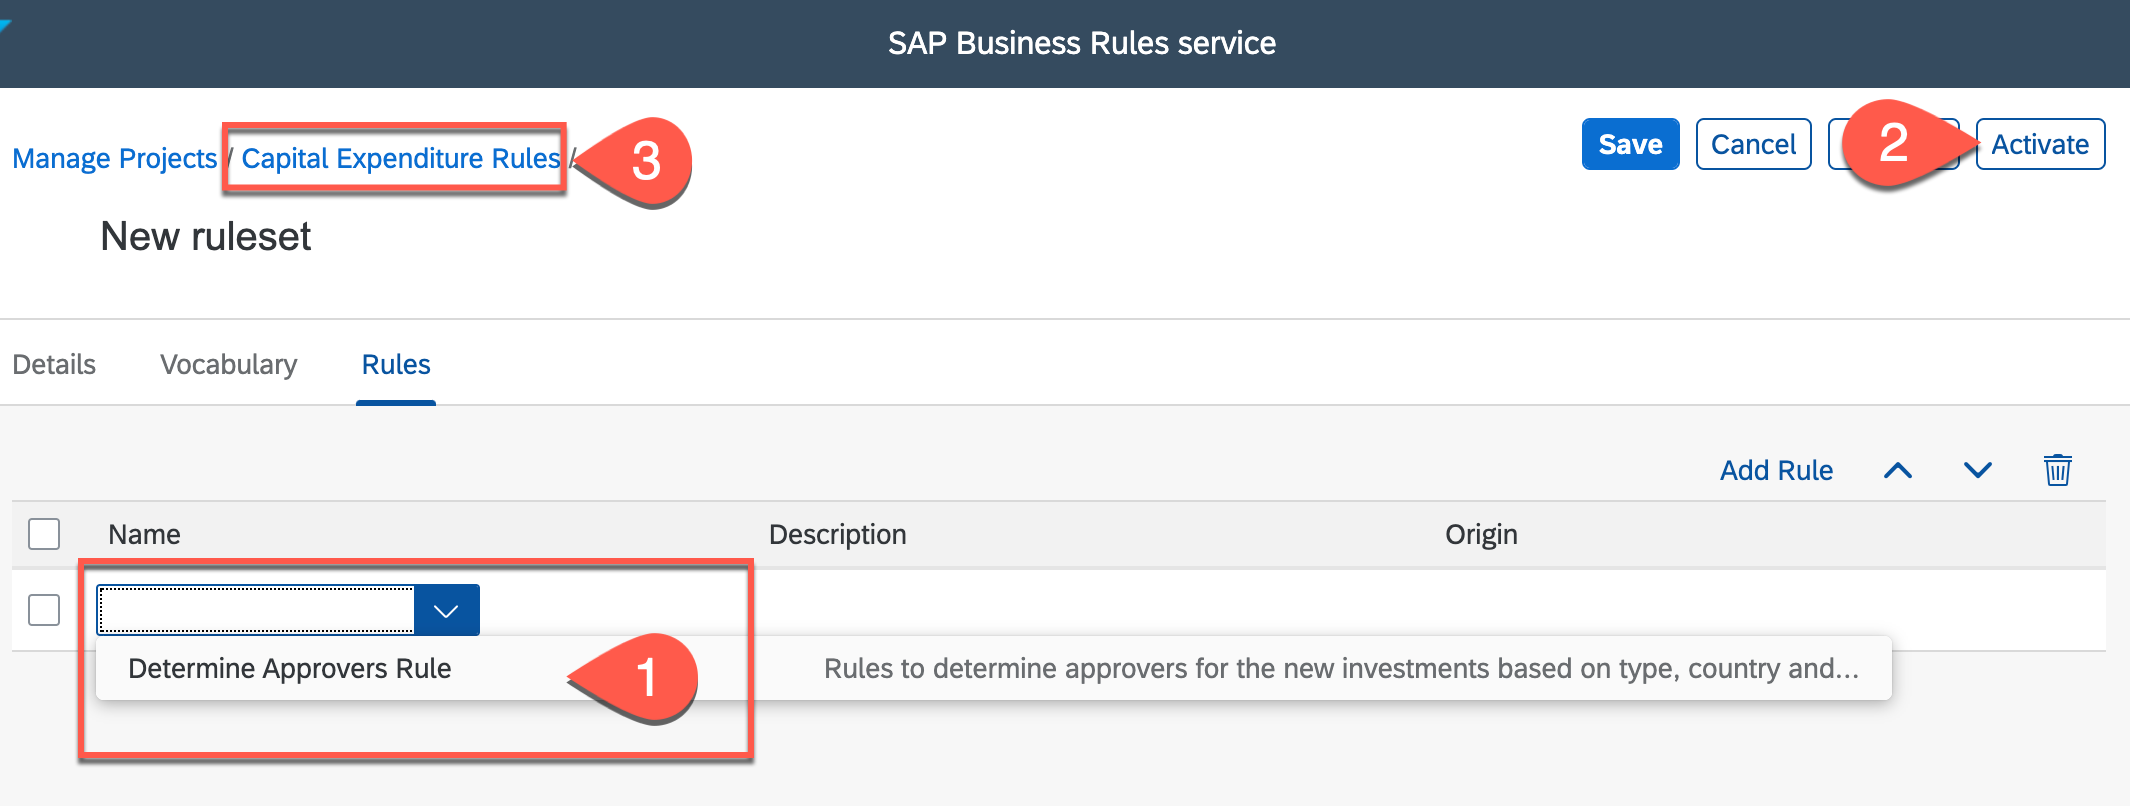 SAP Business Rules service
Manage Projects / Capital Expenditure Rules /
3
Save
Cancel
2
Activate
New ruleset
Details
Vocabulary
Rules
Add Rule
Name
Description
Origin
Determine Approvers Rule
1
Rules to determine approvers for the new investments based on type, country and...